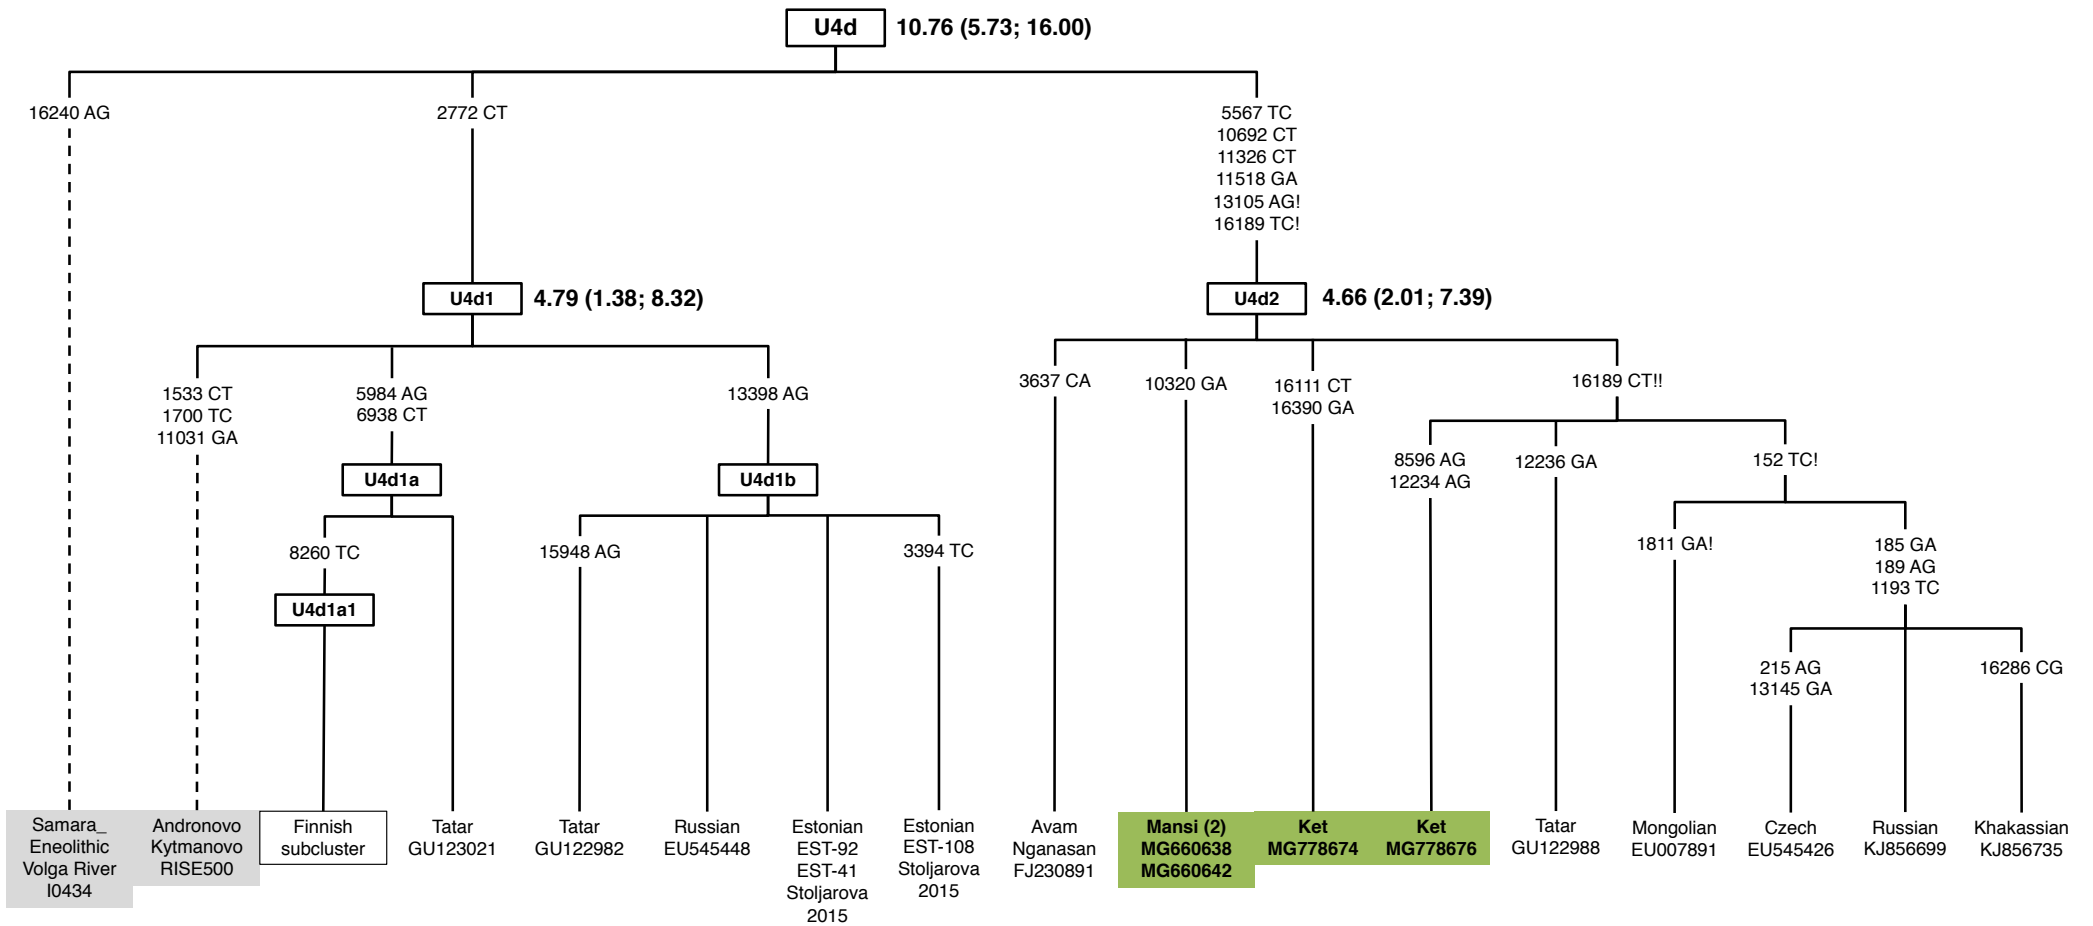 U4d 10.76 (5.73; 16.00)
16240 AG
2772 CT
5567 TC
10692 CT
11326 CT
11518 GA
13105 AG!
16189 TC!
U4d1 4.79 (1.38; 8.32)
U4d2 4.66 (2.01; 7.39)
1533 CT
1700 TC
11031 GA
5984 AG
6938 CT
13398 AG
3637 CA
10320 GA
16111 CT
16390 GA
16189 CT!!
U4d1a
U4d1b
8596 AG
12234 AG
12236 GA
152 TC!
8260 TC
15948 AG
3394 TC
1811 GA!
185 GA
189 AG
1193 TC
U4d1a1
215 AG
13145 GA
16286 CG
Samara_
Eneolithic
Volga River
I0434
Andronovo
Kytmanovo
RISE500
Finnish
subcluster
Tatar
GU123021
Tatar
GU122982
Russian
EU545448
Estonian
EST-92
EST-41
Stoljarova
2015
Estonian
EST-108
Stoljarova
2015
Avam
Nganasan
FJ230891
Mansi (2)
MG660638
MG660642
Ket
MG778674
Ket
MG778676
Tatar
GU122988
Mongolian
EU007891
Czech
EU545426
Russian
KJ856699
Khakassian
KJ856735